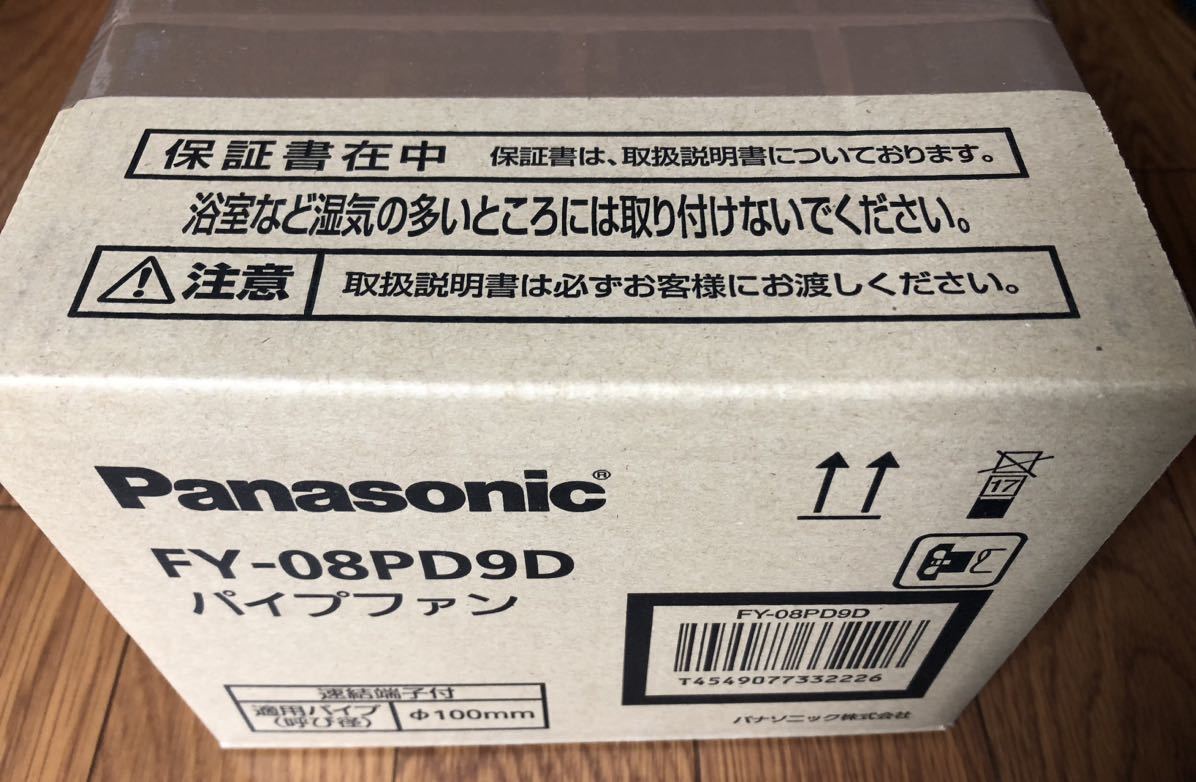 保証書在中 保証書は、取扱説明書についております。
浴室など湿気の多いところには取り付けないでください。
注意 取扱説明書は必ずお客様にお渡しください。
Panasonic®
17
FY-08PD9D
パイプファン
FY-08PD9D
T4549077332226
速結端子付
適用パイプ
(呼び径)
φ100mm
パナソニック株式会社